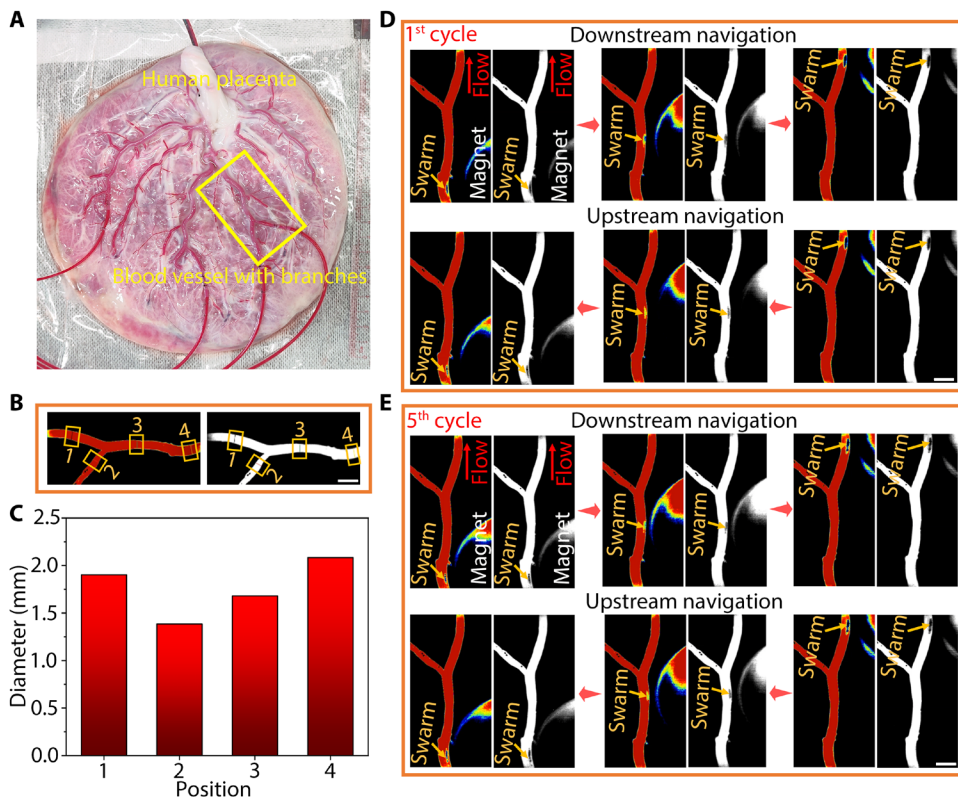 A
Human placenta
Blood vessel with branches
B
1
2
3
4
1
2
3
4
C
2.5
2.0
1.5
1.0
0.5
0.0
Diameter (mm)
1
2
3
4
Position
D
1st cycle
Downstream navigation
Swarm
Flow
Magnet
Swarm
Flow
Magnet
Swarm
Swarm
Swarm
Swarm
Upstream navigation
Swarm
Swarm
Swarm
Swarm
Swarm
Swarm
E
5th cycle
Downstream navigation
Swarm
Flow
Magnet
Swarm
Flow
Magnet
Swarm
Swarm
Swarm
Swarm
Upstream navigation
Swarm
Swarm
Swarm
Swarm
Swarm
Swarm